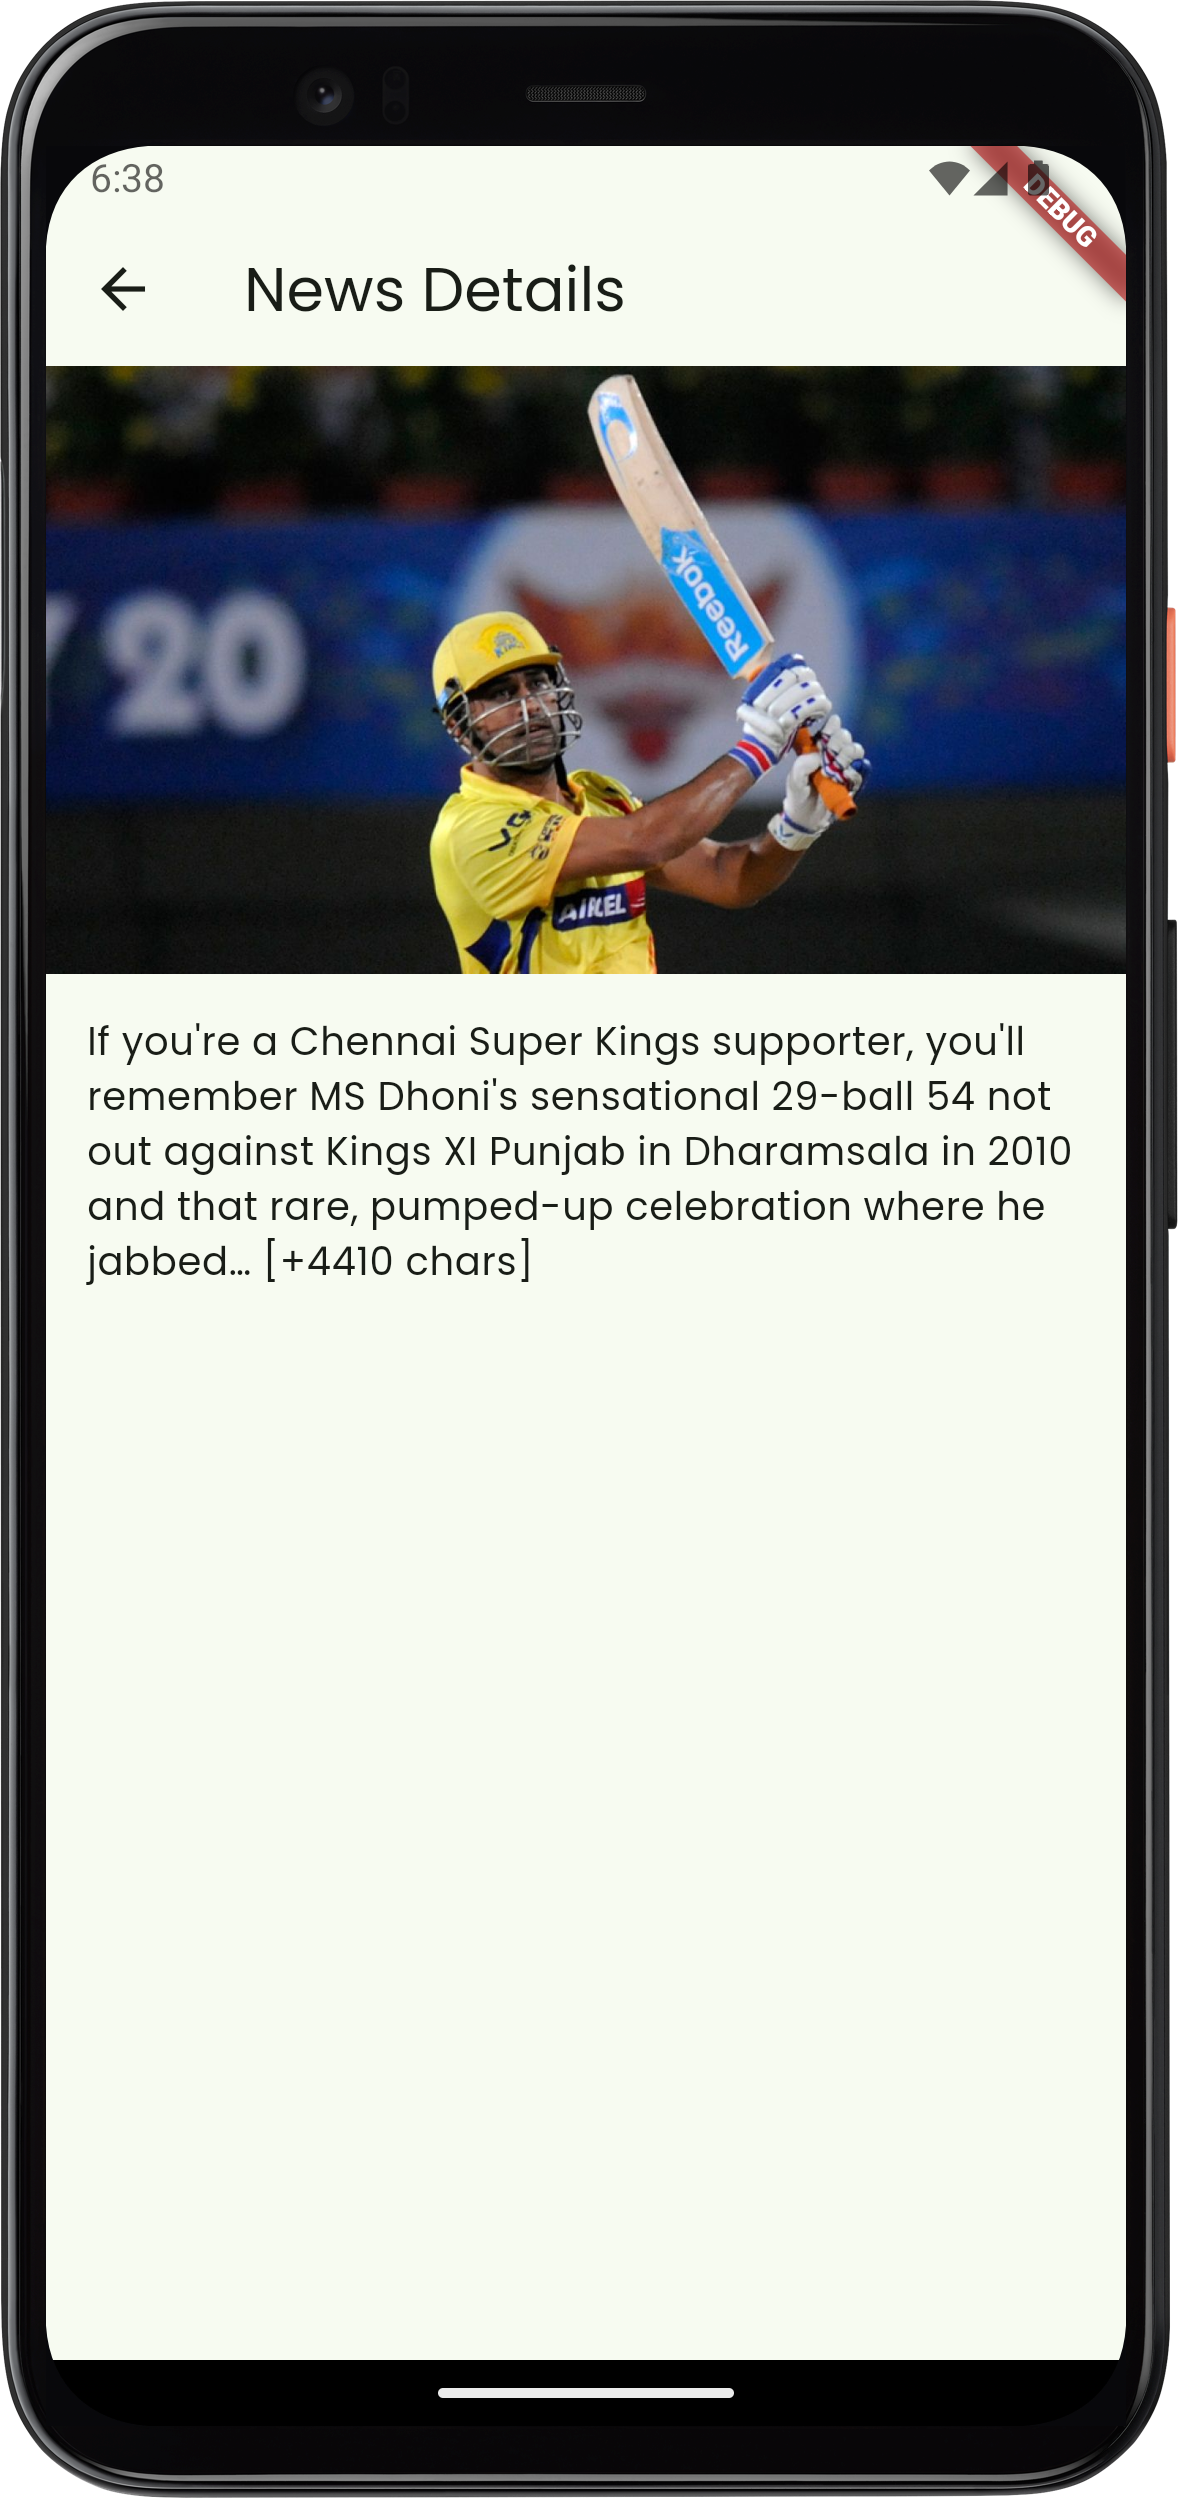 6:38
DEBUG
News Details
20
Reebok
KINGS
AIRCEL
If you're a Chennai Super Kings supporter, you'll
remember MS Dhoni's sensational 29-ball 54 not
out against Kings XI Punjab in Dharamsala in 2010
and that rare, pumped-up celebration where he
jabbed… [+4410 chars]